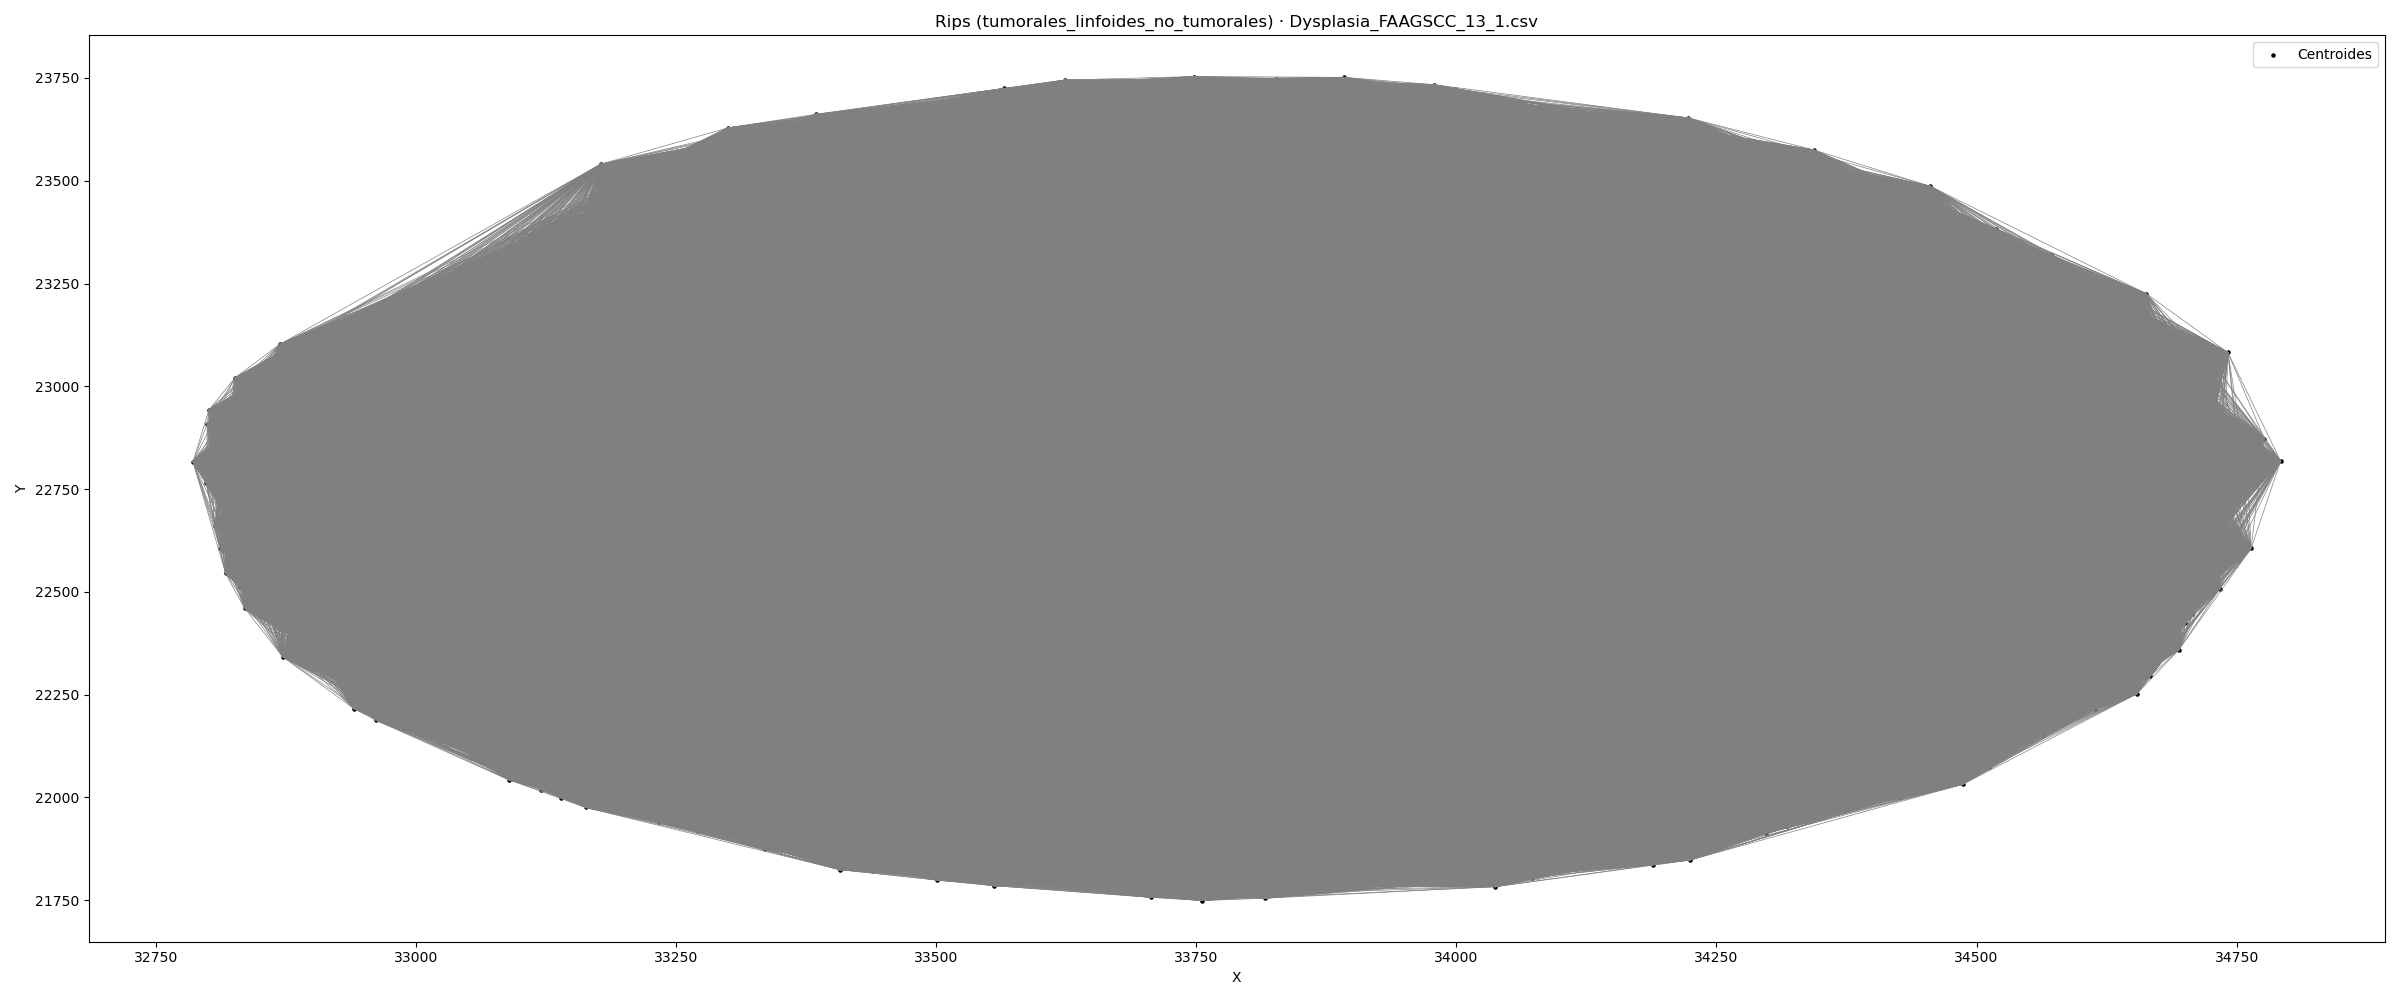 Rips (tumorales_linfoides_no_tumorales) · Dysplasia_FAAGSCC_13_1.csv
Centroides
23750
23500
23250
23000
22750
22500
22250
22000
21750
Y
32750 33000 33250 33500 33750 34000 34250 34500 34750
X